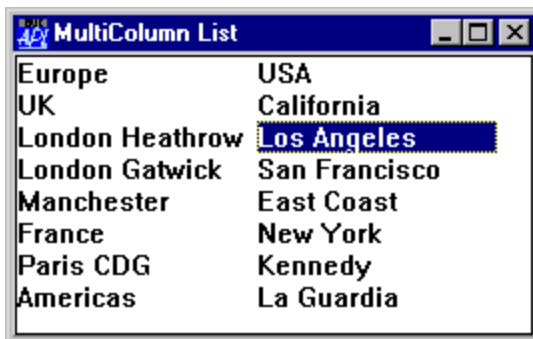 MultiColumn List
Europe
UK
London Heathrow
London Gatwick
Manchester
France
Paris CDG
Americas
USA
California
Los Angeles
San Francisco
East Coast
New York
Kennedy
La Guardia